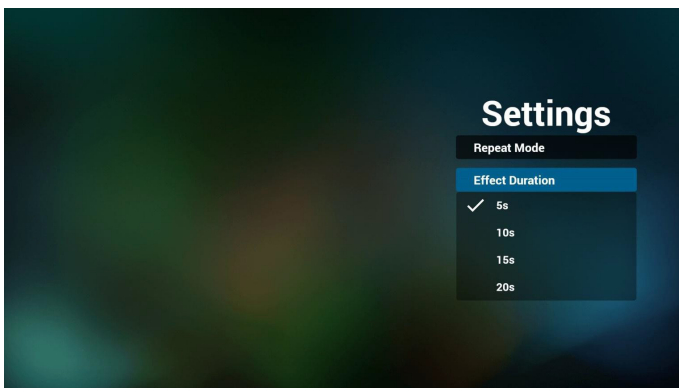 Settings
Repeat Mode
Effect Duration
5s
10s
15s
20s